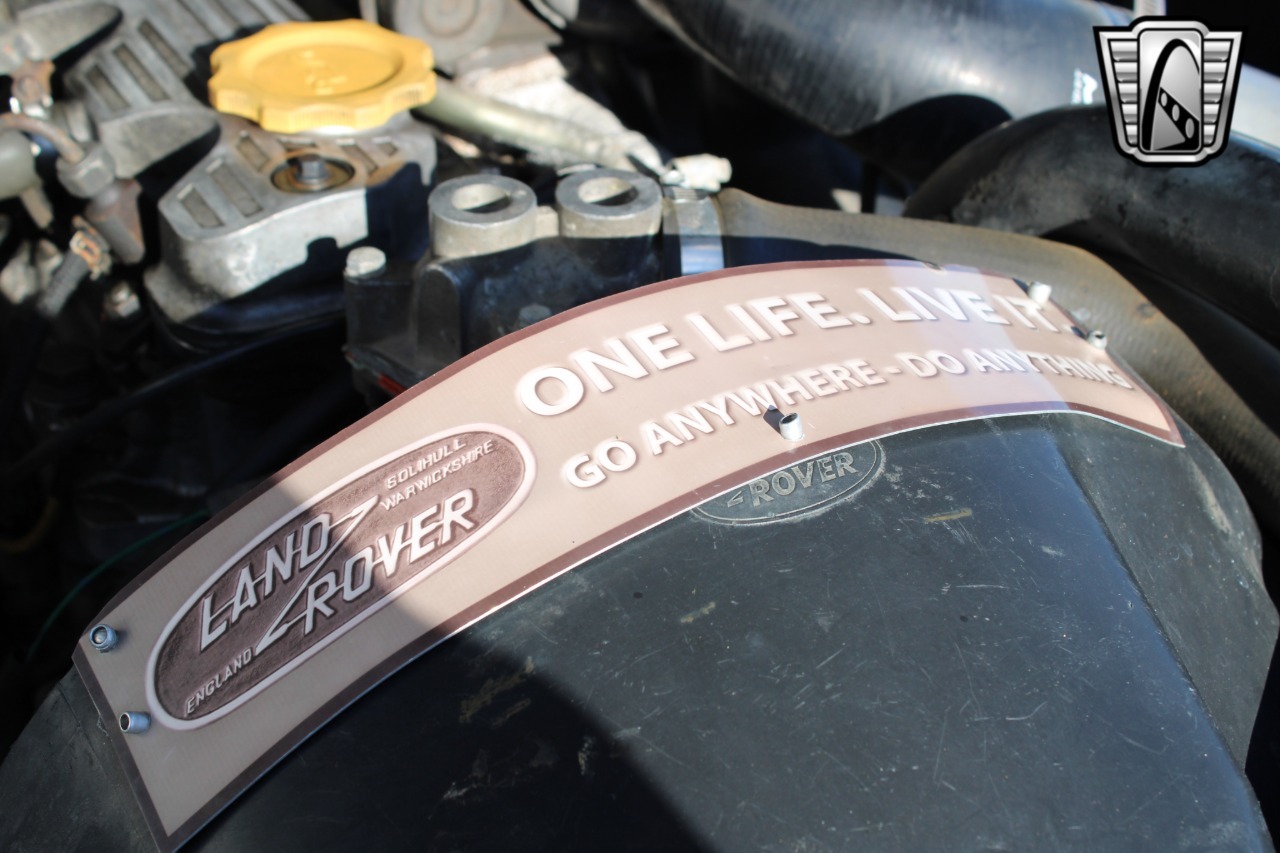 ONE LIFE. LIVE IT.
GO ANYWHERE - DO ANYTHING
SOLIHULL
WARWICKSHIRE
LAND
ROVER
ENGLAND
ROVER